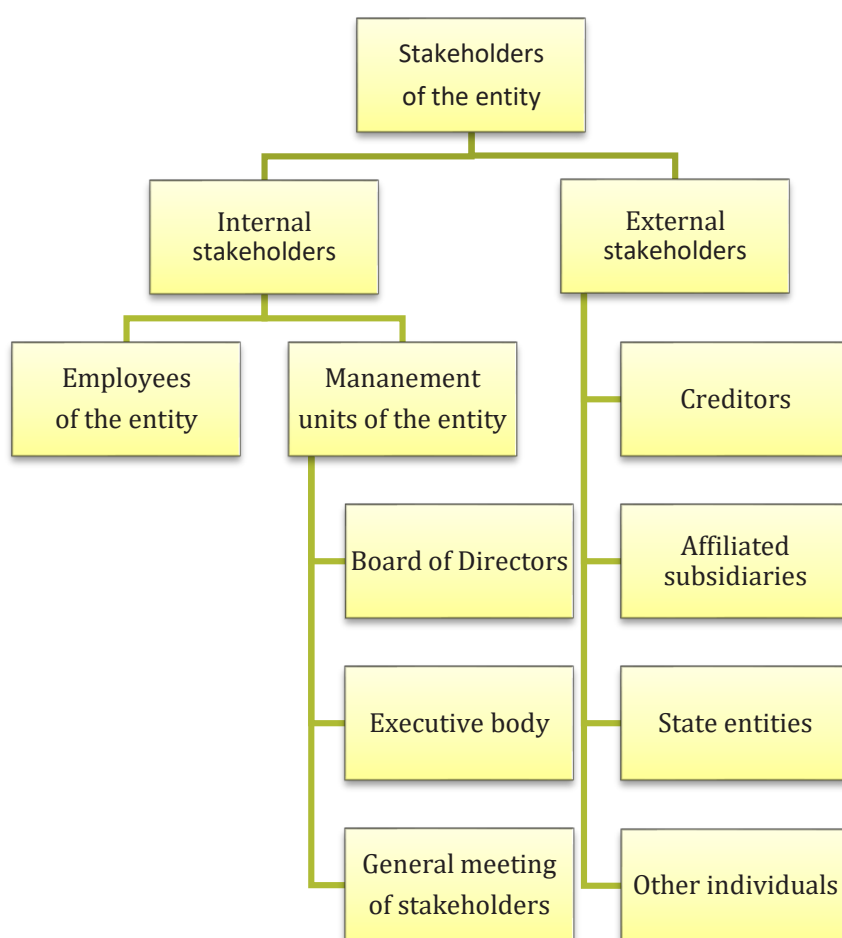 Stakeholders
of the entity
Internal
stakeholders
External
stakeholders
Employees
of the entity
Mananement
units of the entity
Creditors
Board of Directors
Affiliated
subsidiaries
Executive body
State entities
General meeting
of stakeholders
Other individuals